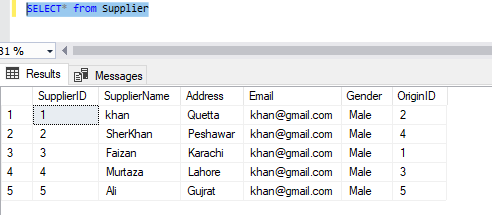 SELECT* from Supplier
31 %
Results Messages
SupplierID SupplierName Address Email Gender OriginID
1 1 khan Quetta khan@gmail.com Male 2
2 2 SherKhan Peshawar khan@gmail.com Male 4
3 3 Faizan Karachi khan@gmail.com Male 1
4 4 Murtaza Lahore khan@gmail.com Male 3
5 5 Ali Gujrat khan@gmail.com Male 5